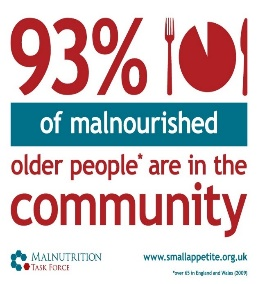 93%
of malnourished
older people* are in the
community
MALNUTRITION
TASK FORCE
www.smallappetite.org.uk
*over 65 in England and Wales (2009)